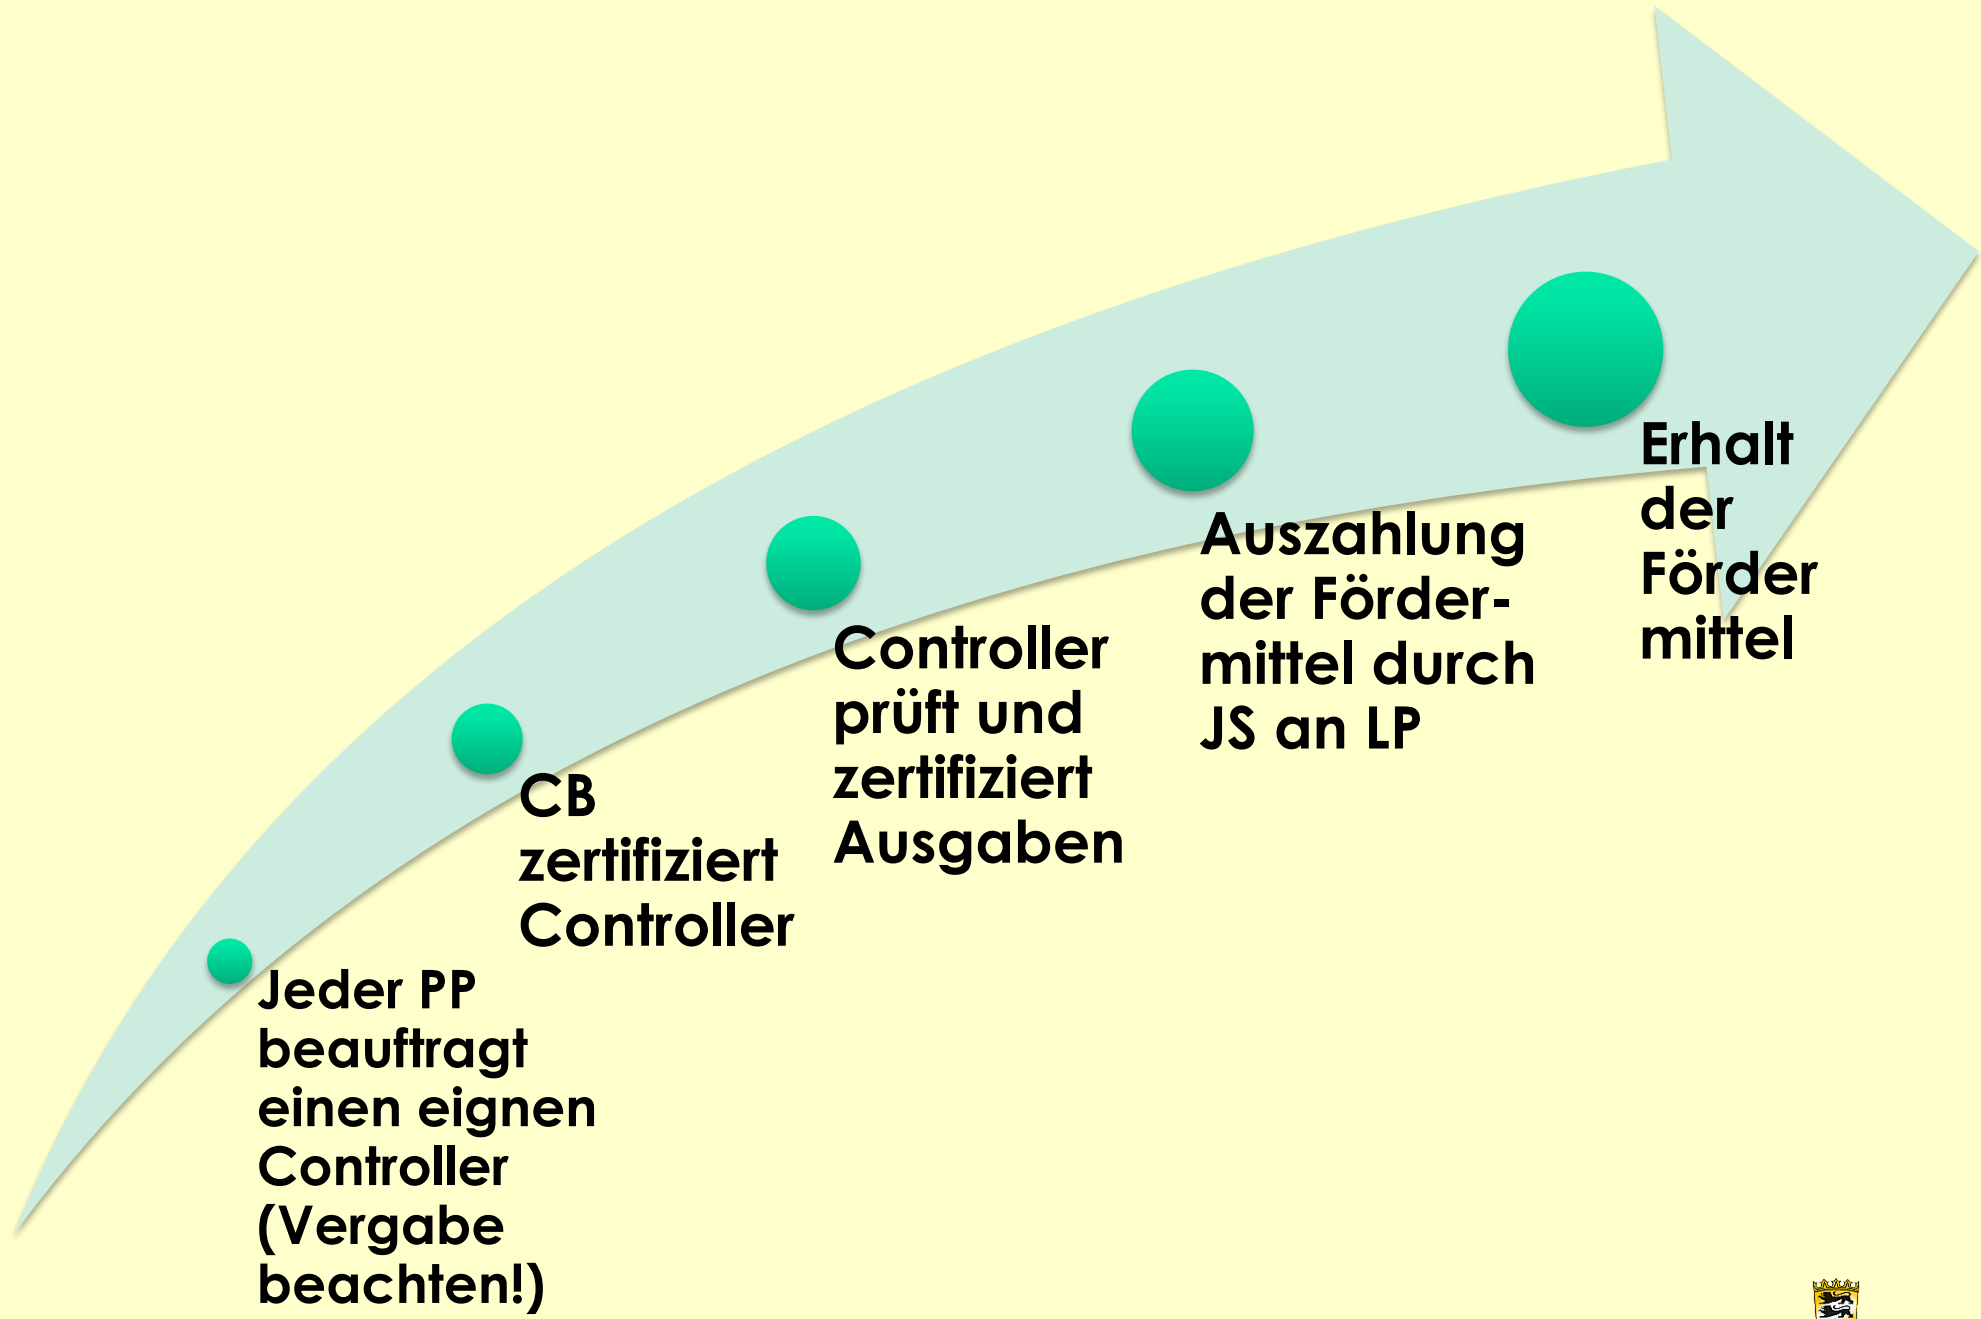 Jeder PP
beauftragt
einen eignen
Controller
(Vergabe
beachten!)
CB
zertifiziert
Controller
Controller
prüft und
zertifiziert
Ausgaben
Auszahlung
der Förder-
mittel durch
JS an LP
Erhalt
der
Förder
mittel